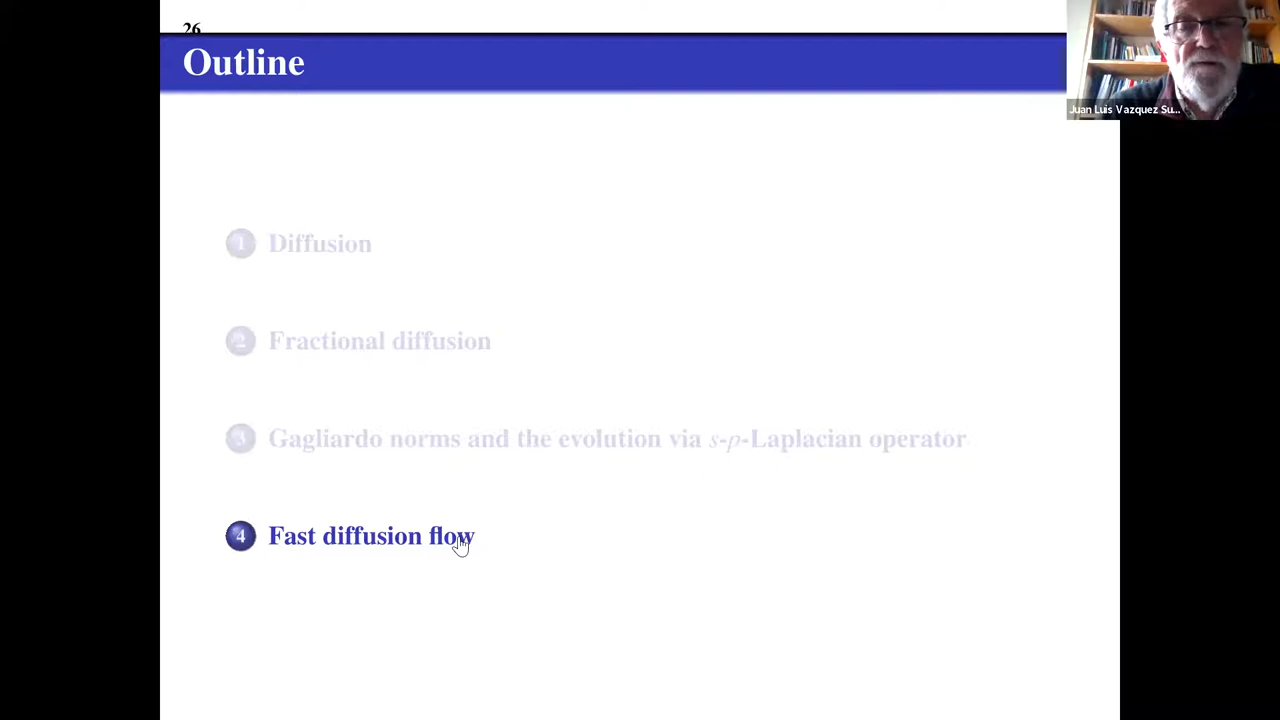 26
Outline
Juan Luis Vazquez Su...
1 Diffusion
2 Fractional diffusion
3 Gagliardo norms and the evolution via s-p-Laplacian operator
4 Fast diffusion flow